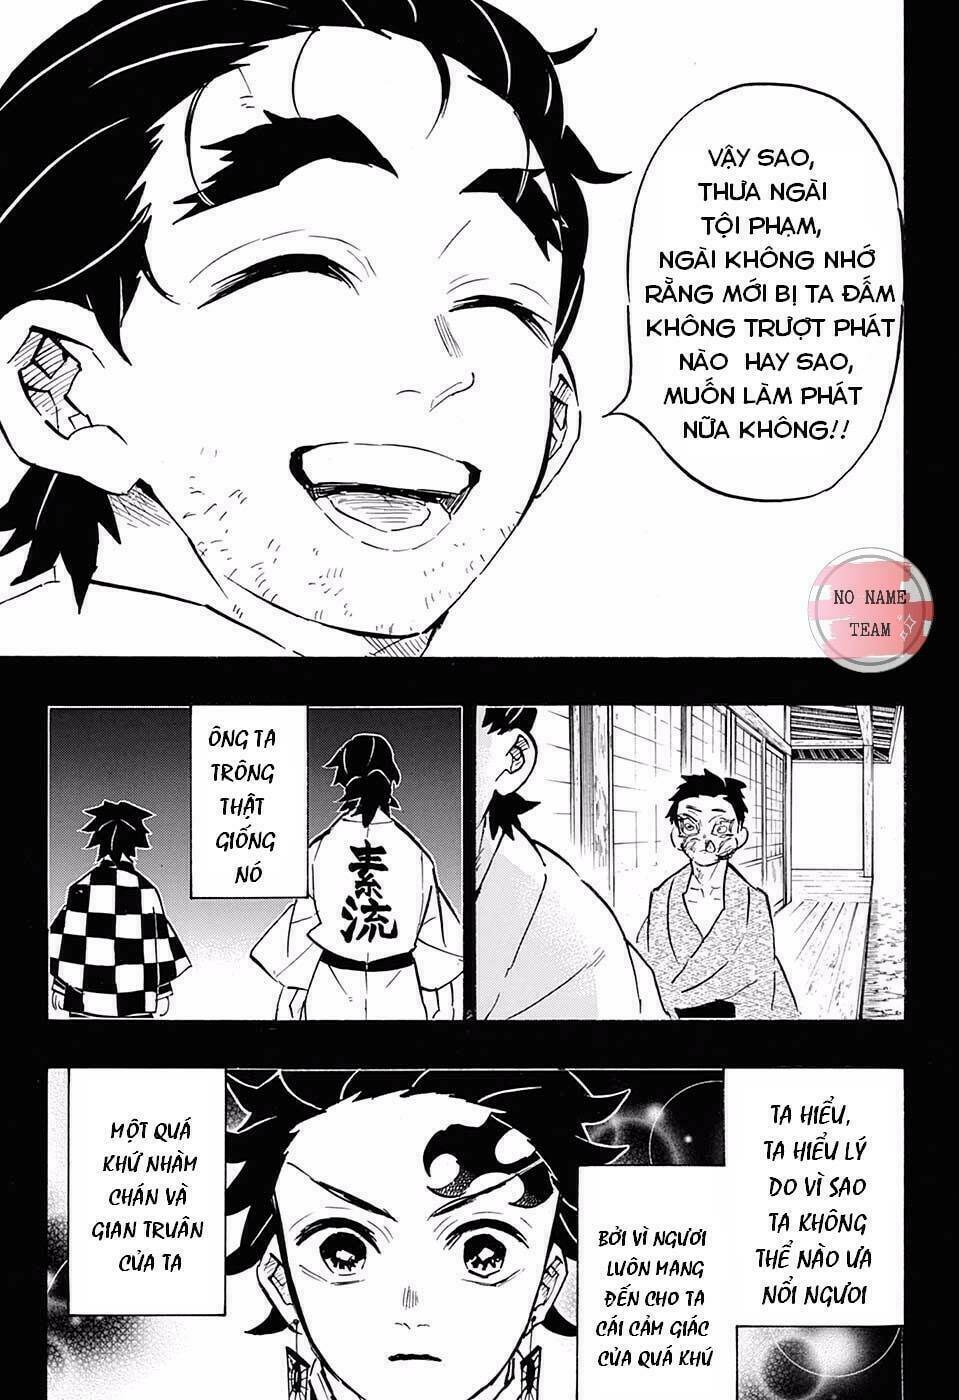 VẬY SAO,
THƯA NGÀI
TỘI PHẠM,
NGÀI KHÔNG NHỚ
RẰNG MỚI BỊ TA ĐẤM
KHÔNG TRƯỢT PHÁT
NÀO HAY SAO,
MUỐN LÀM PHÁT
NỮA KHÔNG!!
NO NAME
TEAM
ÔNG TA
TRÔNG
THẬT
GIỐNG
NÓ
素流
TA HIỂU,
TA HIỂU LÝ
DO VÌ SAO
TA KHÔNG
THỂ NÀO ƯA
NỔI NGƯƠI
BỞI VÌ NGƯƠI
LUÔN MANG
ĐẾN CHO TA
CÁI CẢM GIÁC
CỦA QUÁ KHỨ
MỘT QUÁ
KHỨ NHÀM
CHÁN VÀ
GIAN TRUÂN
CỦA TA